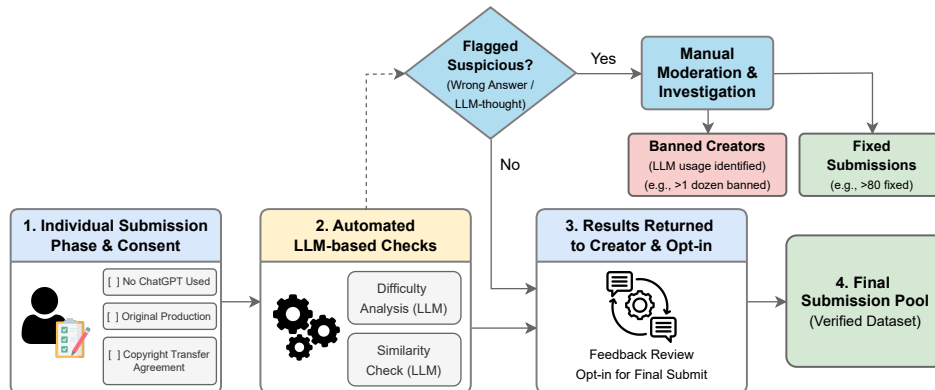 Flagged
Suspicious?
(Wrong Answer /
LLM-thought)
Yes
Manual
Moderation &
Investigation
No
Banned Creators
(LLM usage identified)
(e.g., >1 dozen banned)
Fixed
Submissions
(e.g., >80 fixed)
1. Individual Submission
Phase & Consent
[ ] No ChatGPT Used
[ ] Original Production
[ ] Copyright Transfer
Agreement
2. Automated
LLM-based Checks
Difficulty
Analysis (LLM)
Similarity
Check (LLM)
3. Results Returned
to Creator & Opt-in
Feedback Review
Opt-in for Final Submit
4. Final
Submission Pool
(Verified Dataset)